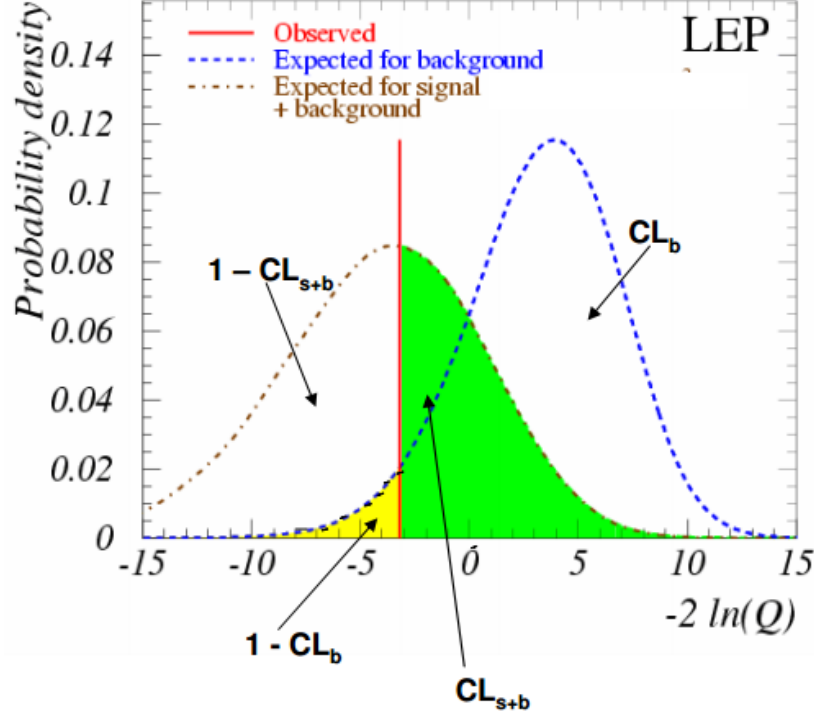 Probability density
0.14
0.12
0.1
0.08
0.06
0.04
0.02
0
Observed
Expected for background
Expected for signal
+ background
LEP
1 – CLs+b
CLb
-15
-10
-5
0
5
10
15
-2 ln(Q)
1 - CLb
CLs+b